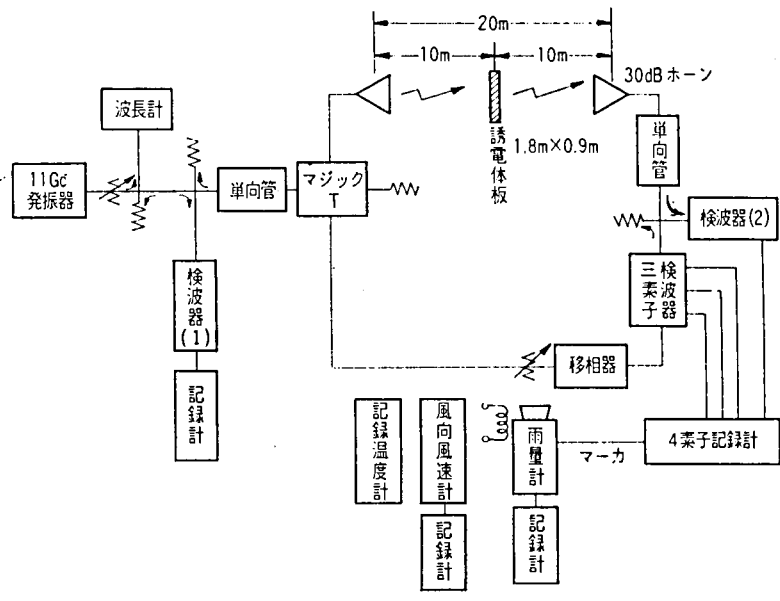 20m
10m
10m
30dBホーン
波長計
誘電体板
1.8m×0.9m
単向管
11Gc
発振器
単向管
マジック
T
検波器(2)
検波器
(1)
検波器
三素子
移相器
記録計
記録温度計
風向風速計
雨量計
マーカ
4素子記録計
記録計
記録計